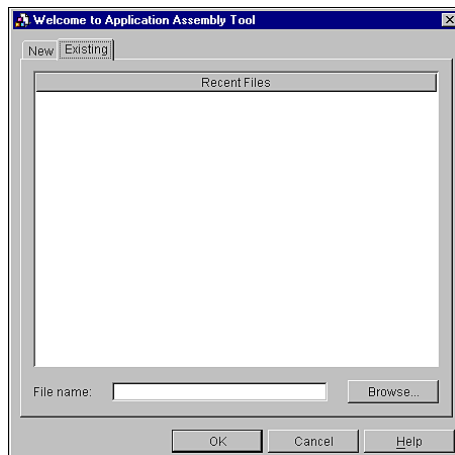 Welcome to Application Assembly Tool
New Existing
Recent Files
File name: Browse...
OK Cancel Help